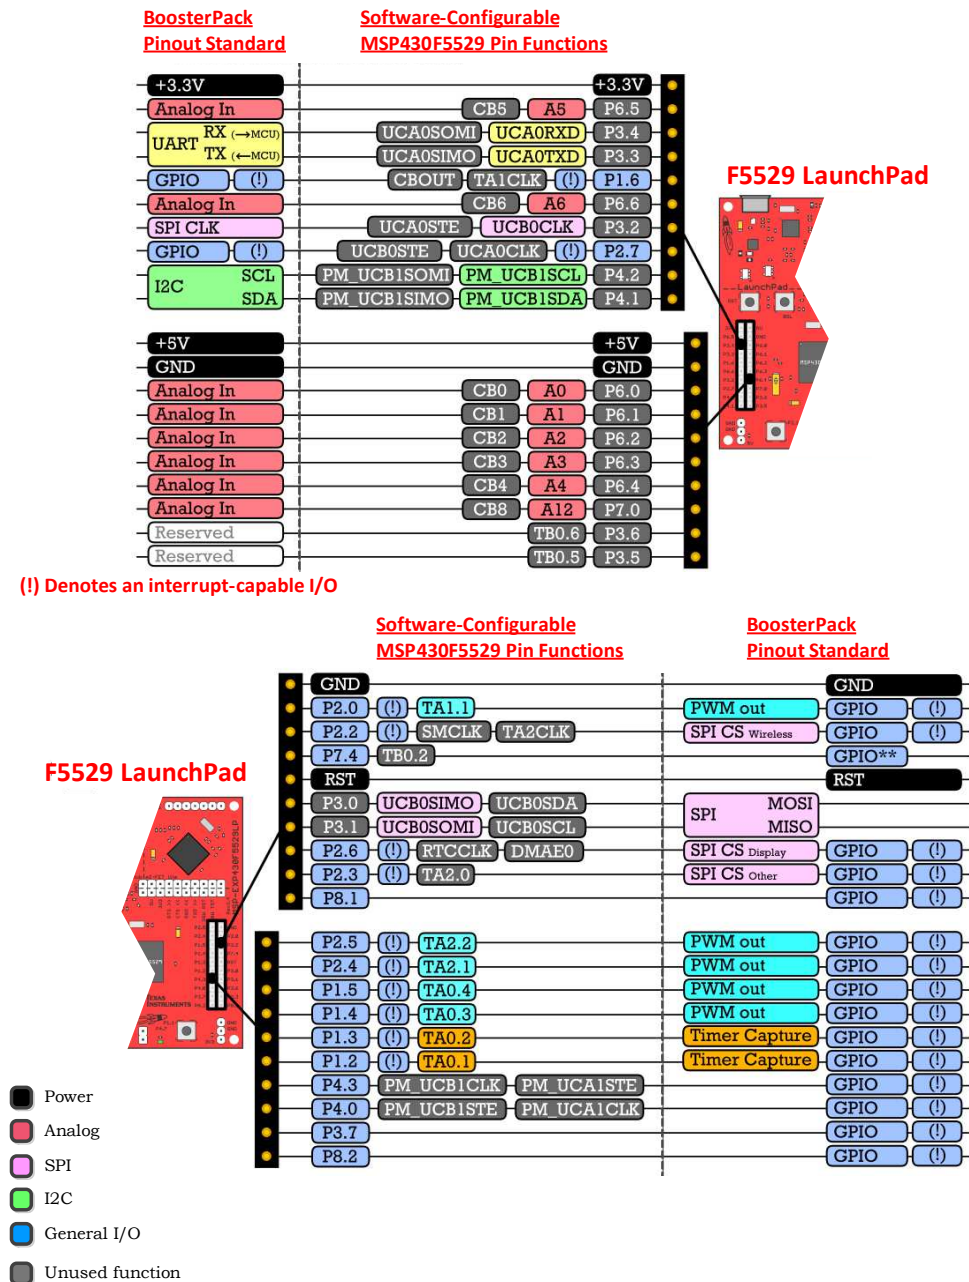 BoosterPack Software-Configurable
Pinout Standard MSP430F5529 Pin Functions
+3.3V +3.3V
Analog In CB5 A5 P6.5
UART RX (→MCU) UCA0SOMI UCA0RXD P3.4
TX (←MCU) UCA0SIMO UCA0TXD P3.3
GPIO (!) CBOUT TA1CLK (!) P1.6
Analog In CB6 A6 P6.6
SPI CLK UCA0STE UCB0CLK P3.2
GPIO (!) UCB0STE UCA0CLK (!) P2.7
I2C SCL PM_UCB1SOMI PM_UCB1SCL P4.2
SDA PM_UCB1SIMO PM_UCB1SDA P4.1
F5529 LaunchPad
LaunchPad
+5V +5V
GND GND
Analog In CB0 A0 P6.0
Analog In CB1 A1 P6.1
Analog In CB2 A2 P6.2
Analog In CB3 A3 P6.3
Analog In CB4 A4 P6.4
Analog In CB8 A12 P7.0
Reserved TB0.6 P3.6
Reserved TB0.5 P3.5
(!) Denotes an interrupt-capable I/O
Software-Configurable BoosterPack
MSP430F5529 Pin Functions Pinout Standard
GND GND
P2.0 (!) TA1.1 PWM out GPIO (!)
P2.2 (!) SMCLK TA2CLK SPI CS Wireless GPIO (!)
P7.4 TB0.2 GPIO**
RST RST
P3.0 UCB0SIMO UCB0SDA SPI MOSI
P3.1 UCB0SOMI UCB0SCL MISO
P2.6 (!) RTCCLK DMAE0 SPI CS Display GPIO (!)
P2.3 (!) TA2.0 SPI CS Other GPIO (!)
P8.1 GPIO (!)
F5529 LaunchPad
MSP-EXP430F5529LP
TEXAS
INSTRUMENTS
P2.5 (!) TA2.2 PWM out GPIO (!)
P2.4 (!) TA2.1 PWM out GPIO (!)
P1.5 (!) TA0.4 PWM out GPIO (!)
P1.4 (!) TA0.3 PWM out GPIO (!)
P1.3 (!) TA0.2 Timer Capture GPIO (!)
P1.2 (!) TA0.1 Timer Capture GPIO (!)
P4.3 PM_UCB1CLK PM_UCA1STE GPIO (!)
P4.0 PM_UCB1STE PM_UCA1CLK GPIO (!)
P3.7 GPIO (!)
P8.2 GPIO (!)
Power
Analog
SPI
I2C
General I/O
Unused function